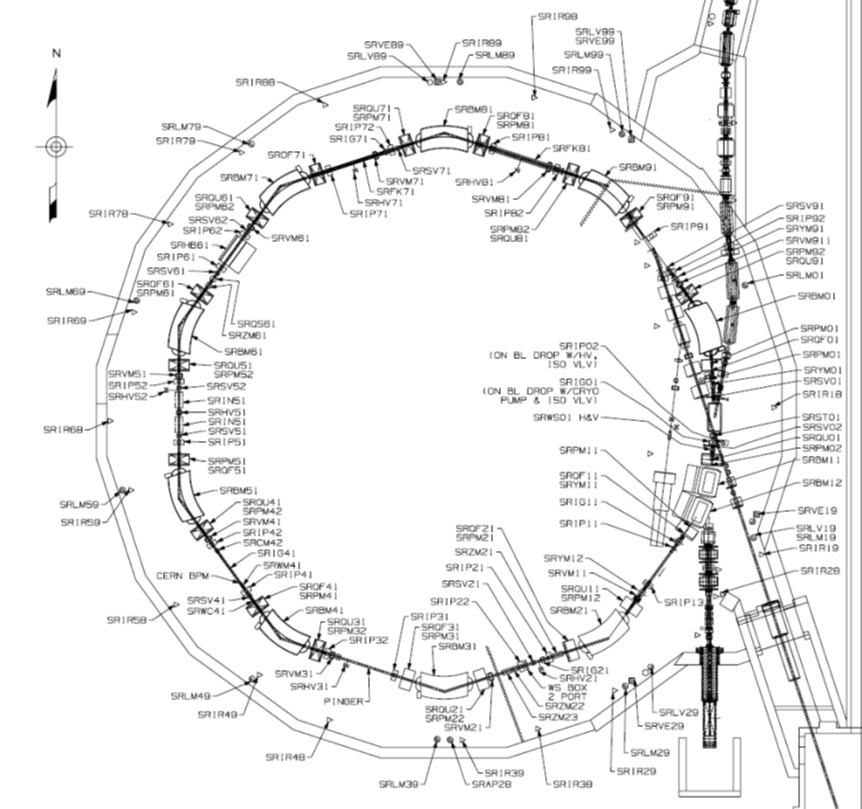 N
SRIR98
SRLV99
SRVE99
SRLM99
SRIR99
SRVE89
SRLV89
SRIR89
SRLM89
SRIR88
SRLM79
SRIR79
SRIR78
SRLM69
SRIR69
SRIR68
SRLM59
SRIR59
SRIR58
SRLM49
SRIR49
SRIR48
SRLM39
SRAP28
SRIR39
SRIR38
SRIR29
SRLM29
SRVE29
SRLV29
SRBM81
SRQU71
SRPM71
SRIP72
SRIG71
SRQF71
SRBM71
SRSV71
SRVM71
SRFK71
SRHV71
SRIP71
SRQF81
SRPM81
SRIP81
SRFK81
SRBM91
SRHV81
SRVM81
SRIP82
SRPM82
SRQU81
SRQF91
SRPM91
SRIP91
SRQU61
SRPM62
SRSV62
SRIP62
SRHB61
SRIP61
SRSV61
SRQF61
SRPM61
SRVM61
SRQS61
SRZM61
SRBM61
SRSV91
SRIP92
SRYM91
SRVM911
SRPM92
SRQU91
SRLM01
SRBM01
SRPM01
SRQF01
SRPM01
SRYM01
SRSV01
SRIR18
SRST01
SRSV02
SRQU01
SRPM02
SRBM11
SRBM12
SRVE19
SRLV19
SRLM19
SRIR19
SRIR28
SRVM51
SRIP52
SRHV52
SRQU51
SRPM52
SRSV52
SRIN51
SRHV51
SRIN51
SRSV51
SRIP51
SRPM51
SRQF51
SRBM51
SRIP02
(ON BL DROP W/HV,
ISO VLV)
SRIG01
(ON BL DROP W/CRYO
PUMP & ISO VLV)
SRWS01 H&V
SRPM11
SRQF11
SRYM11
SRIG11
SRIP11
SRQU41
SRPM42
SRVM41
SRIP42
SRCM42
SRIG41
SRWM41
SRIP41
CERN BPM
SRQF41
SRPM41
SRSV41
SRWC41
SRBM41
SRQU31
SRPM32
SRIP32
SRVM31
SRHV31
PINGER
SRIP31
SRQF31
SRPM31
SRBM31
SRQF21
SRPM21
SRZM21
SRIP21
SRSV21
SRIP22
SRYM12
SRVM11
SRQU11
SRPM12
SRBM21
SRIP13
SRIG21
SRHV21
WS BOX
2 PORT
SRZM22
SRZM23
SRQU21
SRPM22
SRVM21